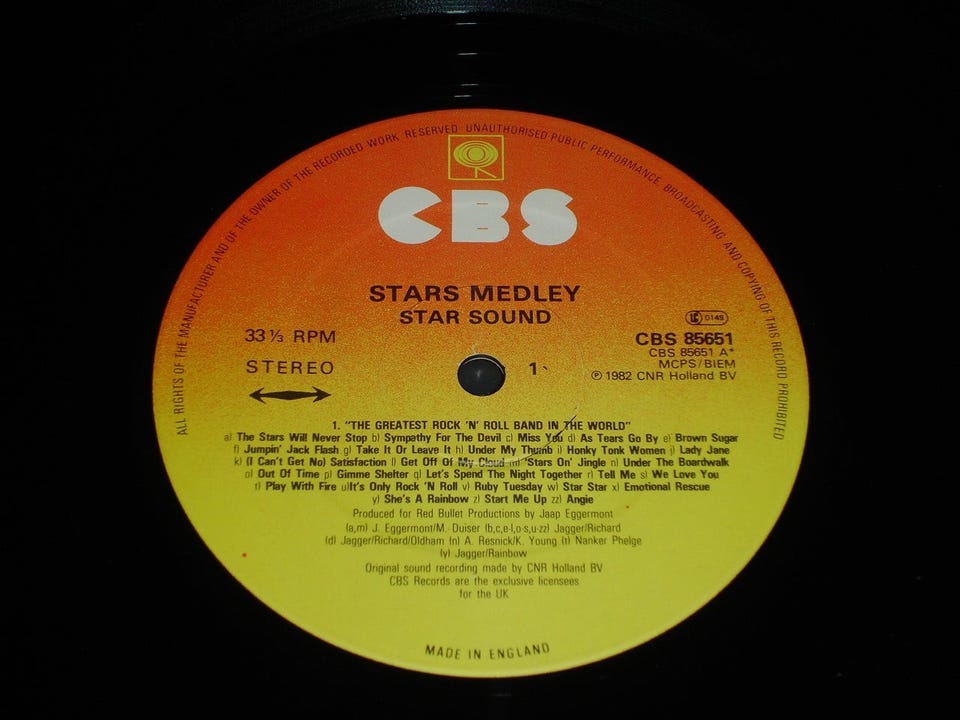 ALL RIGHTS OF THE MANUFACTURER AND OF THE OWNER OF THE RECORDED WORK RESERVED UNAUTHORISED PUBLIC PERFORMANCE BROADCASTING AND COPYING OF THIS RECORD PROHIBITED
CBS
STARS MEDLEY
STAR SOUND
33⅓ RPM
STEREO
1
0149
CBS 85651
CBS 85651 A*
MCPS/BIEM
℗ 1982 CNR Holland BV
1. "THE GREATEST ROCK 'N' ROLL BAND IN THE WORLD"
a) The Stars Will Never Stop b) Sympathy For The Devil c) Miss You d) As Tears Go By e) Brown Sugar
f) Jumpin' Jack Flash g) Take It Or Leave It h) Under My Thumb i) Honky Tonk Women j) Lady Jane
k) (I Can't Get No) Satisfaction l) Get Off Of My Cloud m) "Stars On' Jingle n) Under The Boardwalk
o) Out Of Time p) Gimme Shelter q) Let's Spend The Night Together r) Tell Me s) We Love You
t) Play With Fire u)It's Only Rock 'N Roll v) Ruby Tuesday w) Star Star x) Emotional Rescue
y) She's A Rainbow z) Start Me Up zz) Angie
Produced for Red Bullet Productions by Jaap Eggermont
(a,m) J. Eggermont/M. Duiser (b,c,e-l,o-s,u-zz) Jagger/Richard
(d) Jagger/Richard/Oldham (n) A. Resnick/K. Young (t) Nanker Phelge
(y) Jagger/Rainbow
Original sound recording made by CNR Holland BV
CBS Records are the exclusive licensees
for the UK
MADE IN ENGLAND